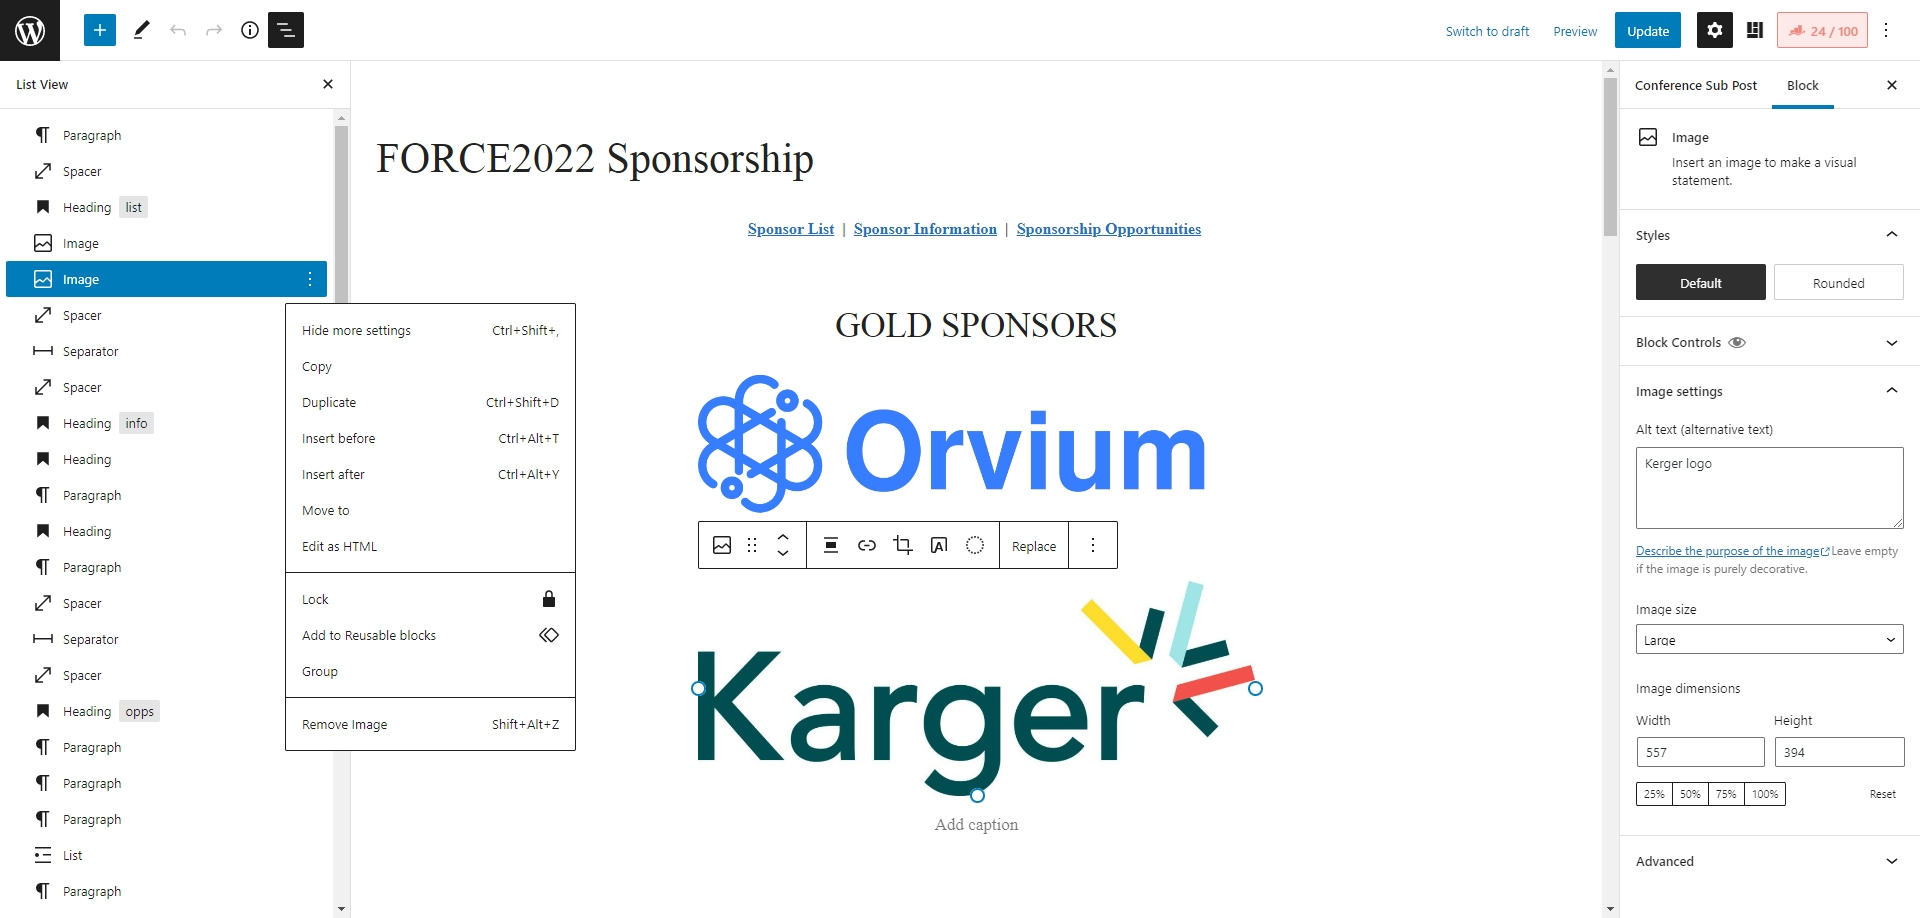 Switch to draft
Preview
Update
24 / 100
List View
Paragraph
Spacer
Heading list
Image
Image
Spacer
Separator
Spacer
Heading info
Heading
Paragraph
Heading
Paragraph
Spacer
Separator
Spacer
Heading opps
Paragraph
Paragraph
Paragraph
List
Paragraph
Hide more settings Ctrl+Shift+,
Copy
Duplicate Ctrl+Shift+D
Insert before Ctrl+Alt+T
Insert after Ctrl+Alt+Y
Move to
Edit as HTML
Lock
Add to Reusable blocks
Group
Remove Image Shift+Alt+Z
FORCE2022 Sponsorship
Sponsor List | Sponsor Information | Sponsorship Opportunities
GOLD SPONSORS
Orvium
A
Replace
Karger
Add caption
Conference Sub Post
Block
Image
Insert an image to make a visual
statement.
Styles
Default
Rounded
Block Controls
Image settings
Alt text (alternative text)
Kerger logo
Describe the purpose of the image Leave empty
if the image is purely decorative.
Image size
Large
Image dimensions
Width Height
557 394
25% 50% 75% 100% Reset
Advanced